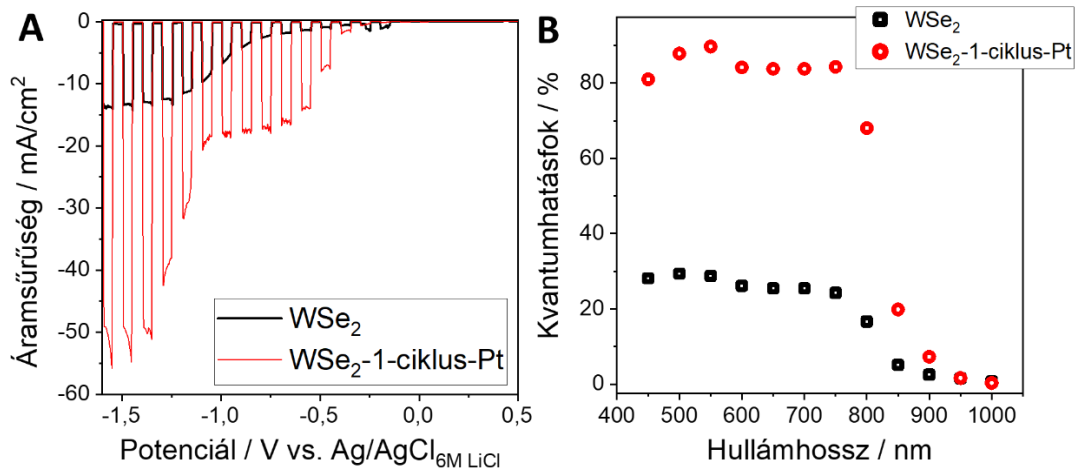 A
0
-10
-20
-30
-40
-50
-60
-1,5
-1,0
-0,5
0,0
0,5
Áramsűrűség / mA/cm²
Potenciál / V vs. Ag/AgCl₆M LiCl
WSe₂
WSe₂-1-ciklus-Pt
B
WSe₂
WSe₂-1-ciklus-Pt
80
60
40
20
0
400
500
600
700
800
900
1000
Kvantumhatásfok / %
Hullámhossz / nm